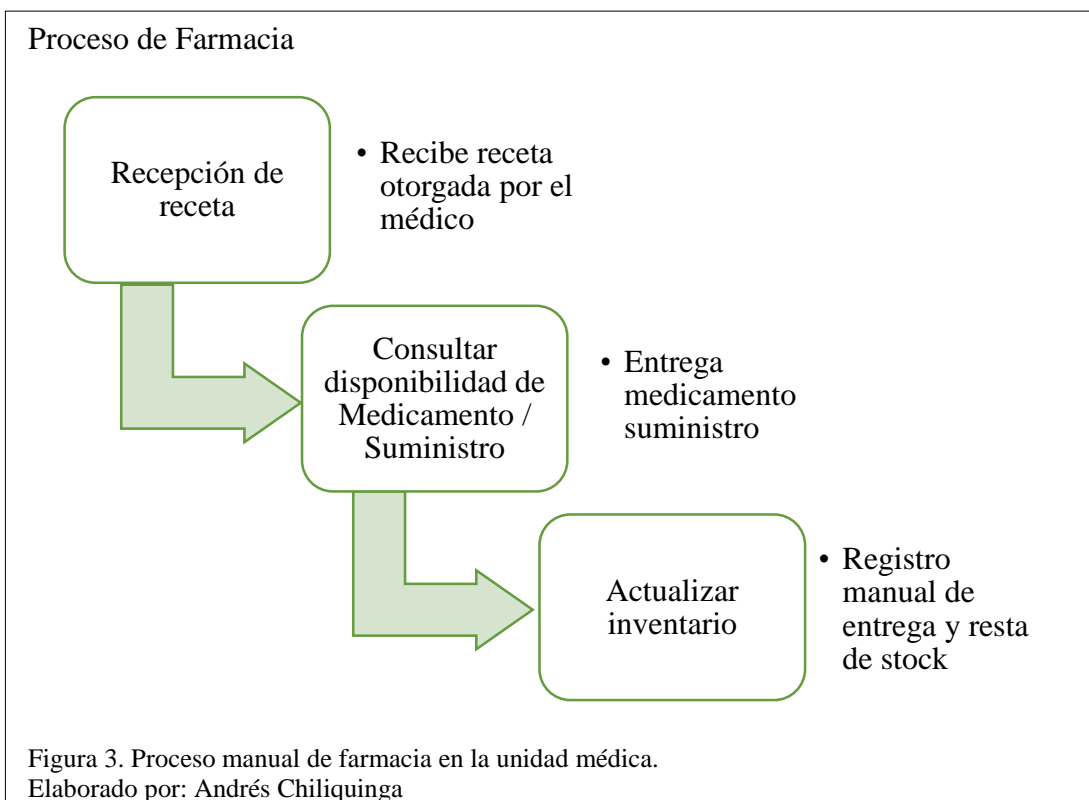 Proceso de Farmacia
Recepción de
receta
• Recibe receta
otorgada por el
médico
Consultar
disponibilidad de
Medicamento /
Suministro
• Entrega
medicamento
suministro
Actualizar
inventario
• Registro
manual de
entrega y resta
de stock
Figura 3. Proceso manual de farmacia en la unidad médica.
Elaborado por: Andrés Chiliquinga